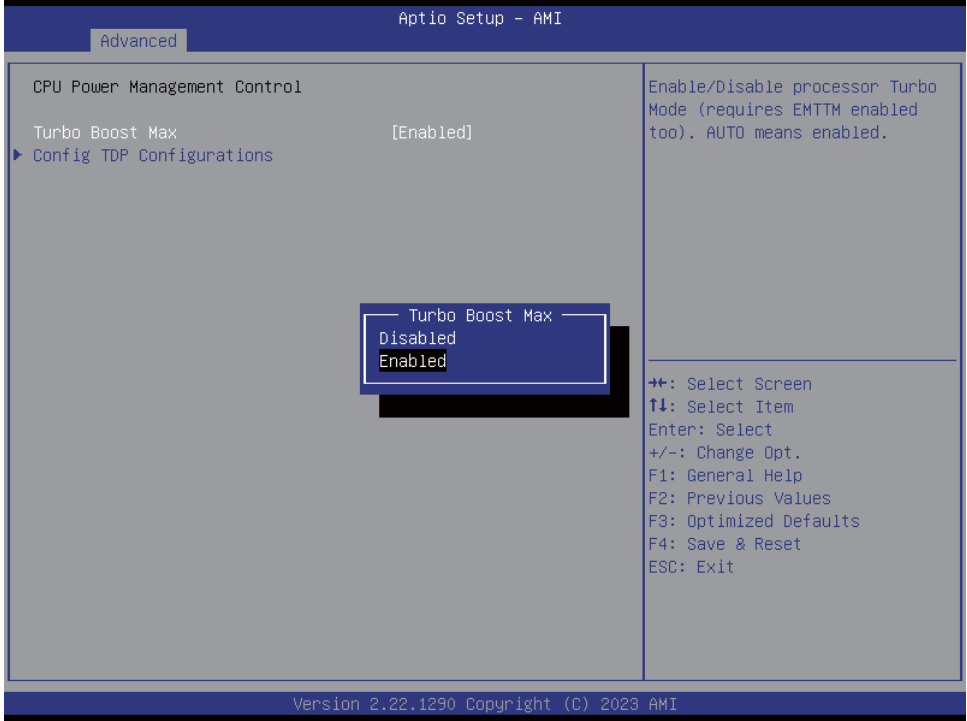 Aptio Setup – AMI
Advanced
CPU Power Management Control
Turbo Boost Max [Enabled]
Config TDP Configurations
Enable/Disable processor Turbo
Mode (requires EMTTM enabled
too). AUTO means enabled.
Turbo Boost Max
Disabled
Enabled
→←: Select Screen
↑↓: Select Item
Enter: Select
+/-: Change Opt.
F1: General Help
F2: Previous Values
F3: Optimized Defaults
F4: Save & Reset
ESC: Exit
Version 2.22.1290 Copyright (C) 2023 AMI